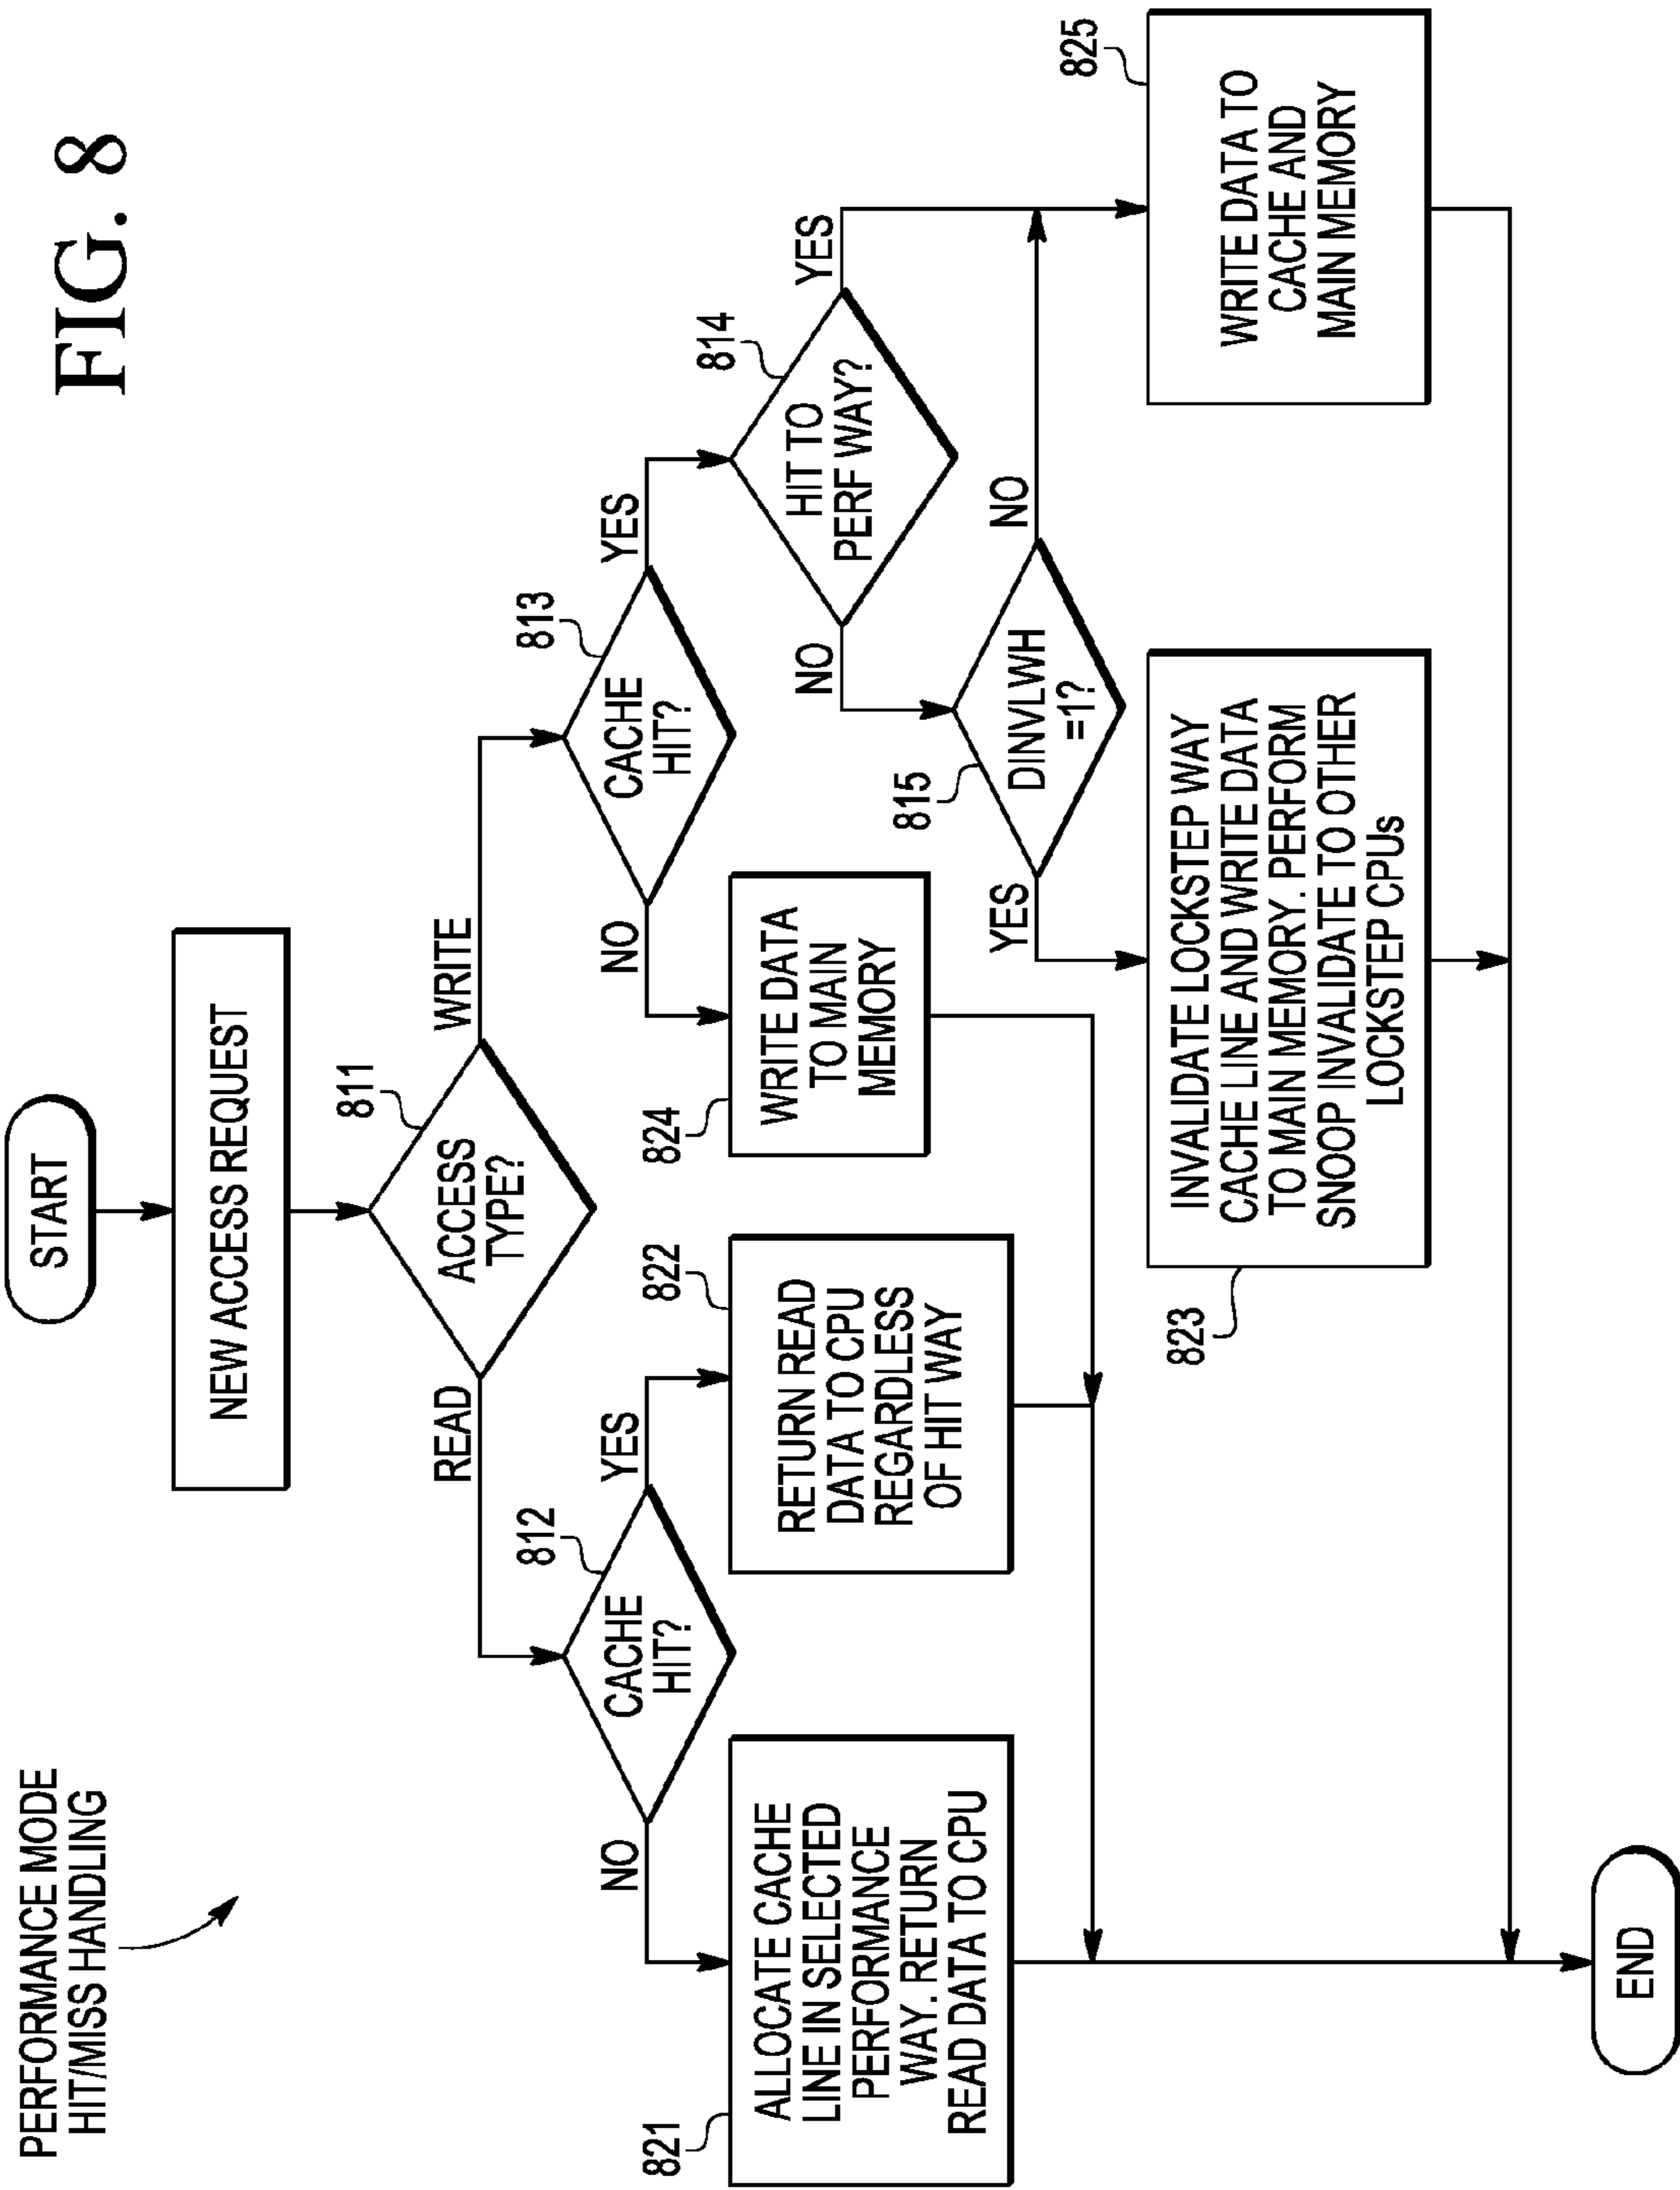 FIG. 8
PERFORMANCE MODE
HIT/MISS HANDLING
START
NEW ACCESS REQUEST
811
ACCESS
TYPE?
READ
WRITE
812
CACHE
HIT?
NO
YES
813
CACHE
HIT?
NO
YES
821
ALLOCATE CACHE
LINE IN SELECTED
PERFORMANCE
WAY. RETURN
READ DATA TO CPU
822
RETURN READ
DATA TO CPU
REGARDLESS
OF HIT WAY
824
WRITE DATA
TO MAIN
MEMORY
814
HIT TO
PERF WAY?
NO
YES
815
DINVLWH
=1?
YES
NO
823
INVALIDATE LOCKSTEP WAY
CACHE LINE AND WRITE DATA
TO MAIN MEMORY. PERFORM
SNOOP INVALIDATE TO OTHER
LOCKSTEP CPUs
825
WRITE DATA TO
CACHE AND
MAIN MEMORY
END